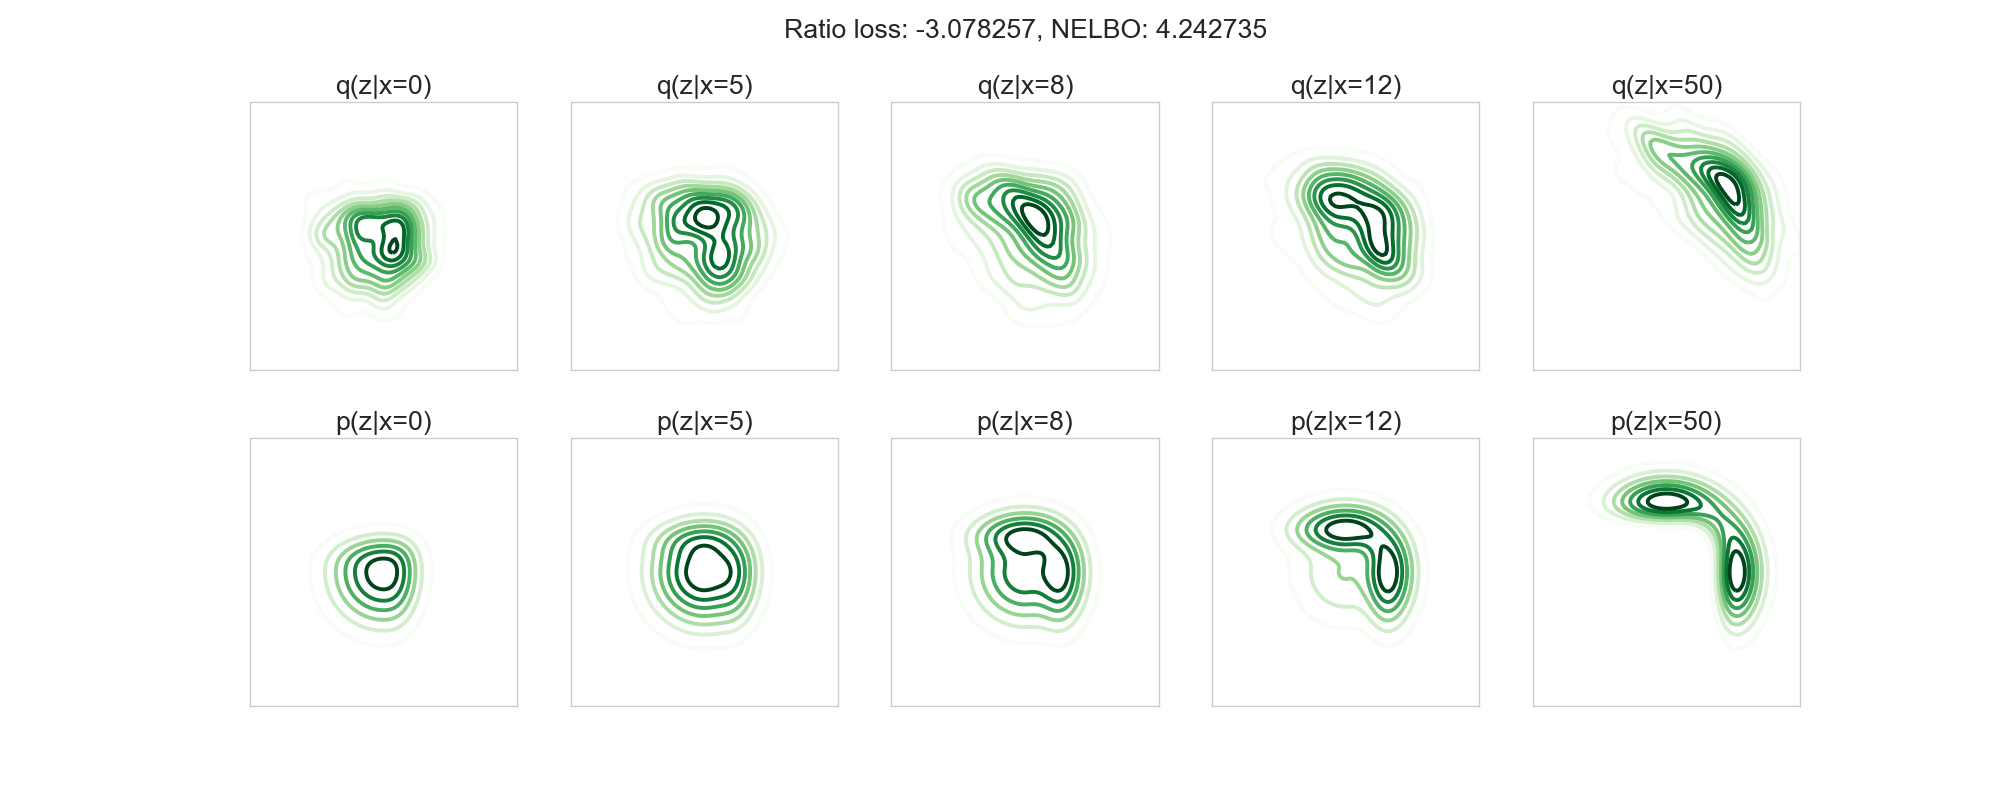 Ratio loss: -3.078257, NELBO: 4.242735
q(z|x=0) q(z|x=5) q(z|x=8) q(z|x=12) q(z|x=50)
p(z|x=0) p(z|x=5) p(z|x=8) p(z|x=12) p(z|x=50)